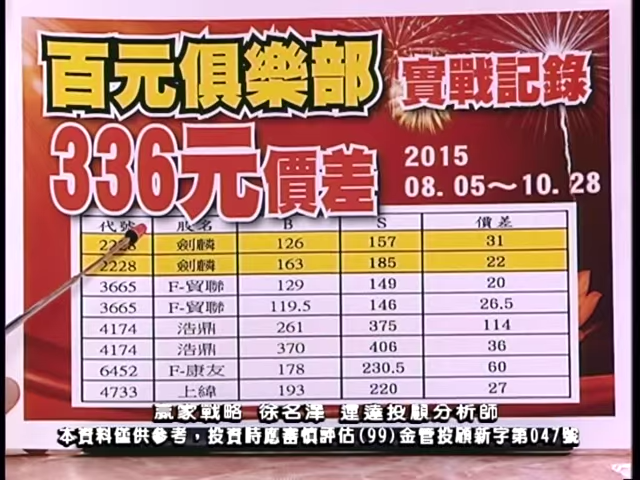 百元俱樂部 實戰記錄
336元價差
2015
08.05～10.28
代號 股名 B S 價差
2228 劍麟 126 157 31
2228 劍麟 163 185 22
3665 F-貿聯 129 149 20
3665 F-貿聯 119.5 146 26.5
4174 浩鼎 261 375 114
4174 浩鼎 370 406 36
6452 F-康友 178 230.5 60
4733 上緯 193 220 27
贏家戰略 徐名澤 運達投顧分析師
本資料僅供參考，投資時應審慎評估(99)金管投顧新字第047號